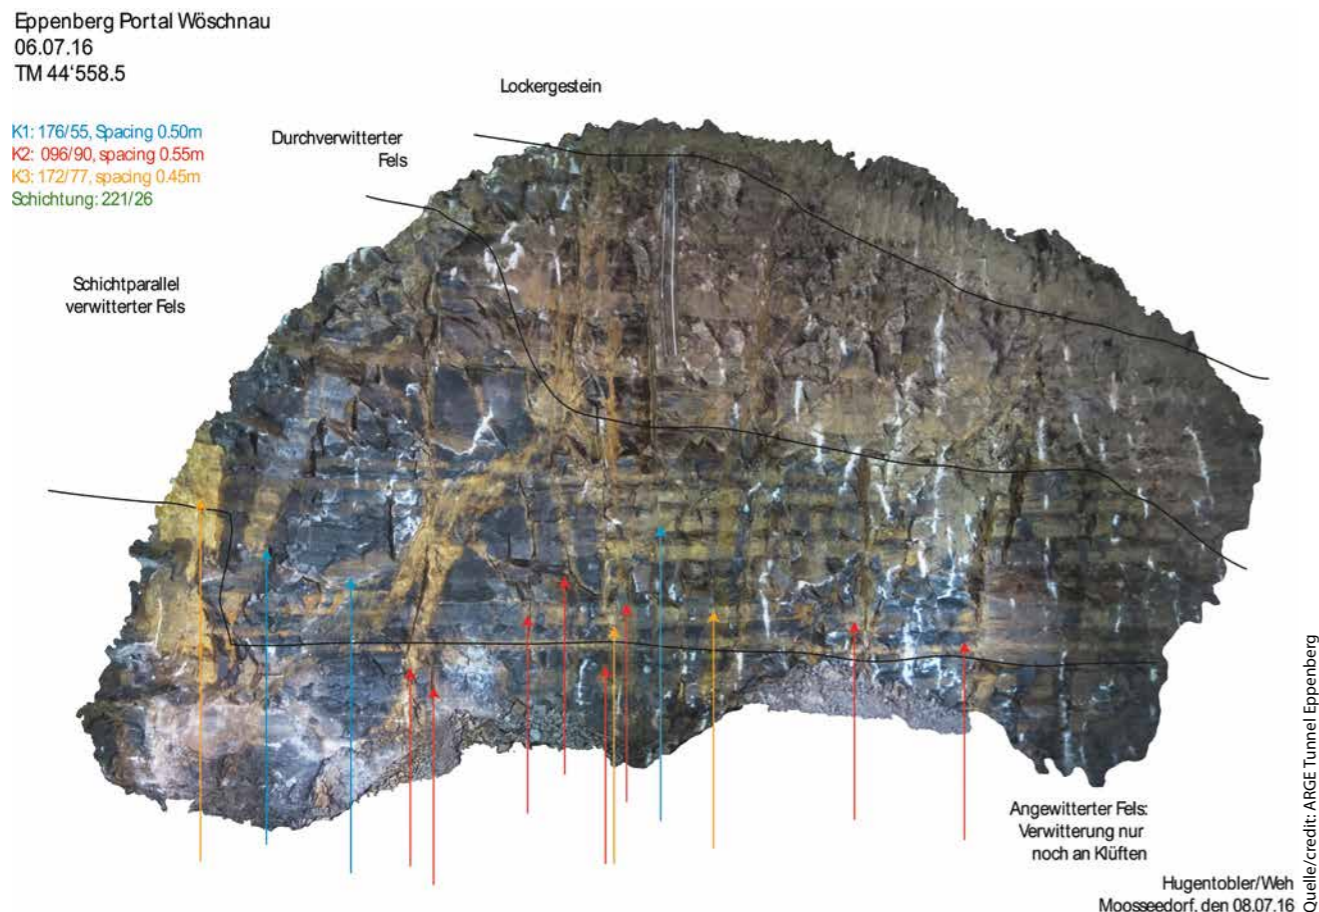 Eppenberg Portal Wöschnau
06.07.16
TM 44'558.5
K1: 176/55, Spacing 0.50m
K2: 096/90, spacing 0.55m
K3: 172/77, spacing 0.45m
Schichtung: 221/26
Lockergestein
Durchverwitterter
Fels
Schichtparallel
verwitterter Fels
Angewitterter Fels:
Verwitterung nur
noch an Klüften
Hugentobler/Weh
Moosseedorf, den 08.07.16
Quelle/credit: ARGE Tunnel Eppenberg